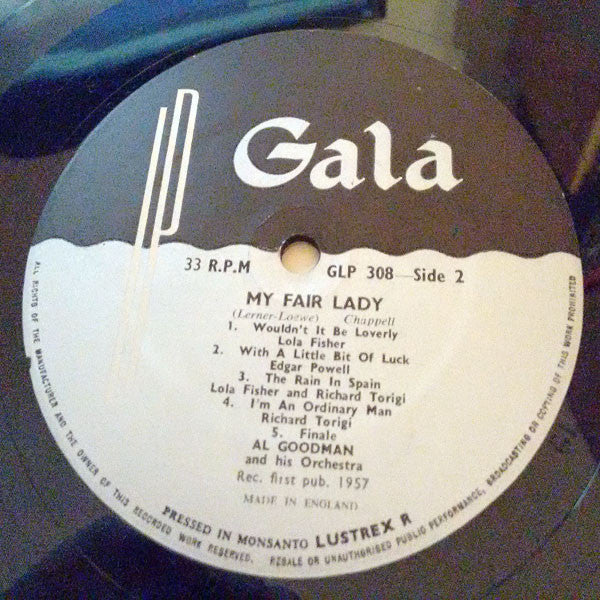 LP
Gala
33 R.P.M
GLP 308 Side 2
MY FAIR LADY
(Lerner-Loewe) Chappell
1. Wouldn't It Be Loverly
Lola Fisher
2. With A Little Bit Of Luck
Edgar Powell
3. The Rain In Spain
Lola Fisher and Richard Torigi
4. I'm An Ordinary Man
Richard Torigi
5. Finale
AL GOODMAN
and his Orchestra
Rec. first pub. 1957
MADE IN ENGLAND
PRESSED IN MONSANTO LUSTREX R
ALL RIGHTS OF THE MANUFACTURER AND THE OWNER OF THIS RECORDED WORK RESERVED. RESALE OR UNAUTHORISED PUBLIC PERFORMANCE, BROADCASTING OR COPYING OF THIS WORK PROHIBITED